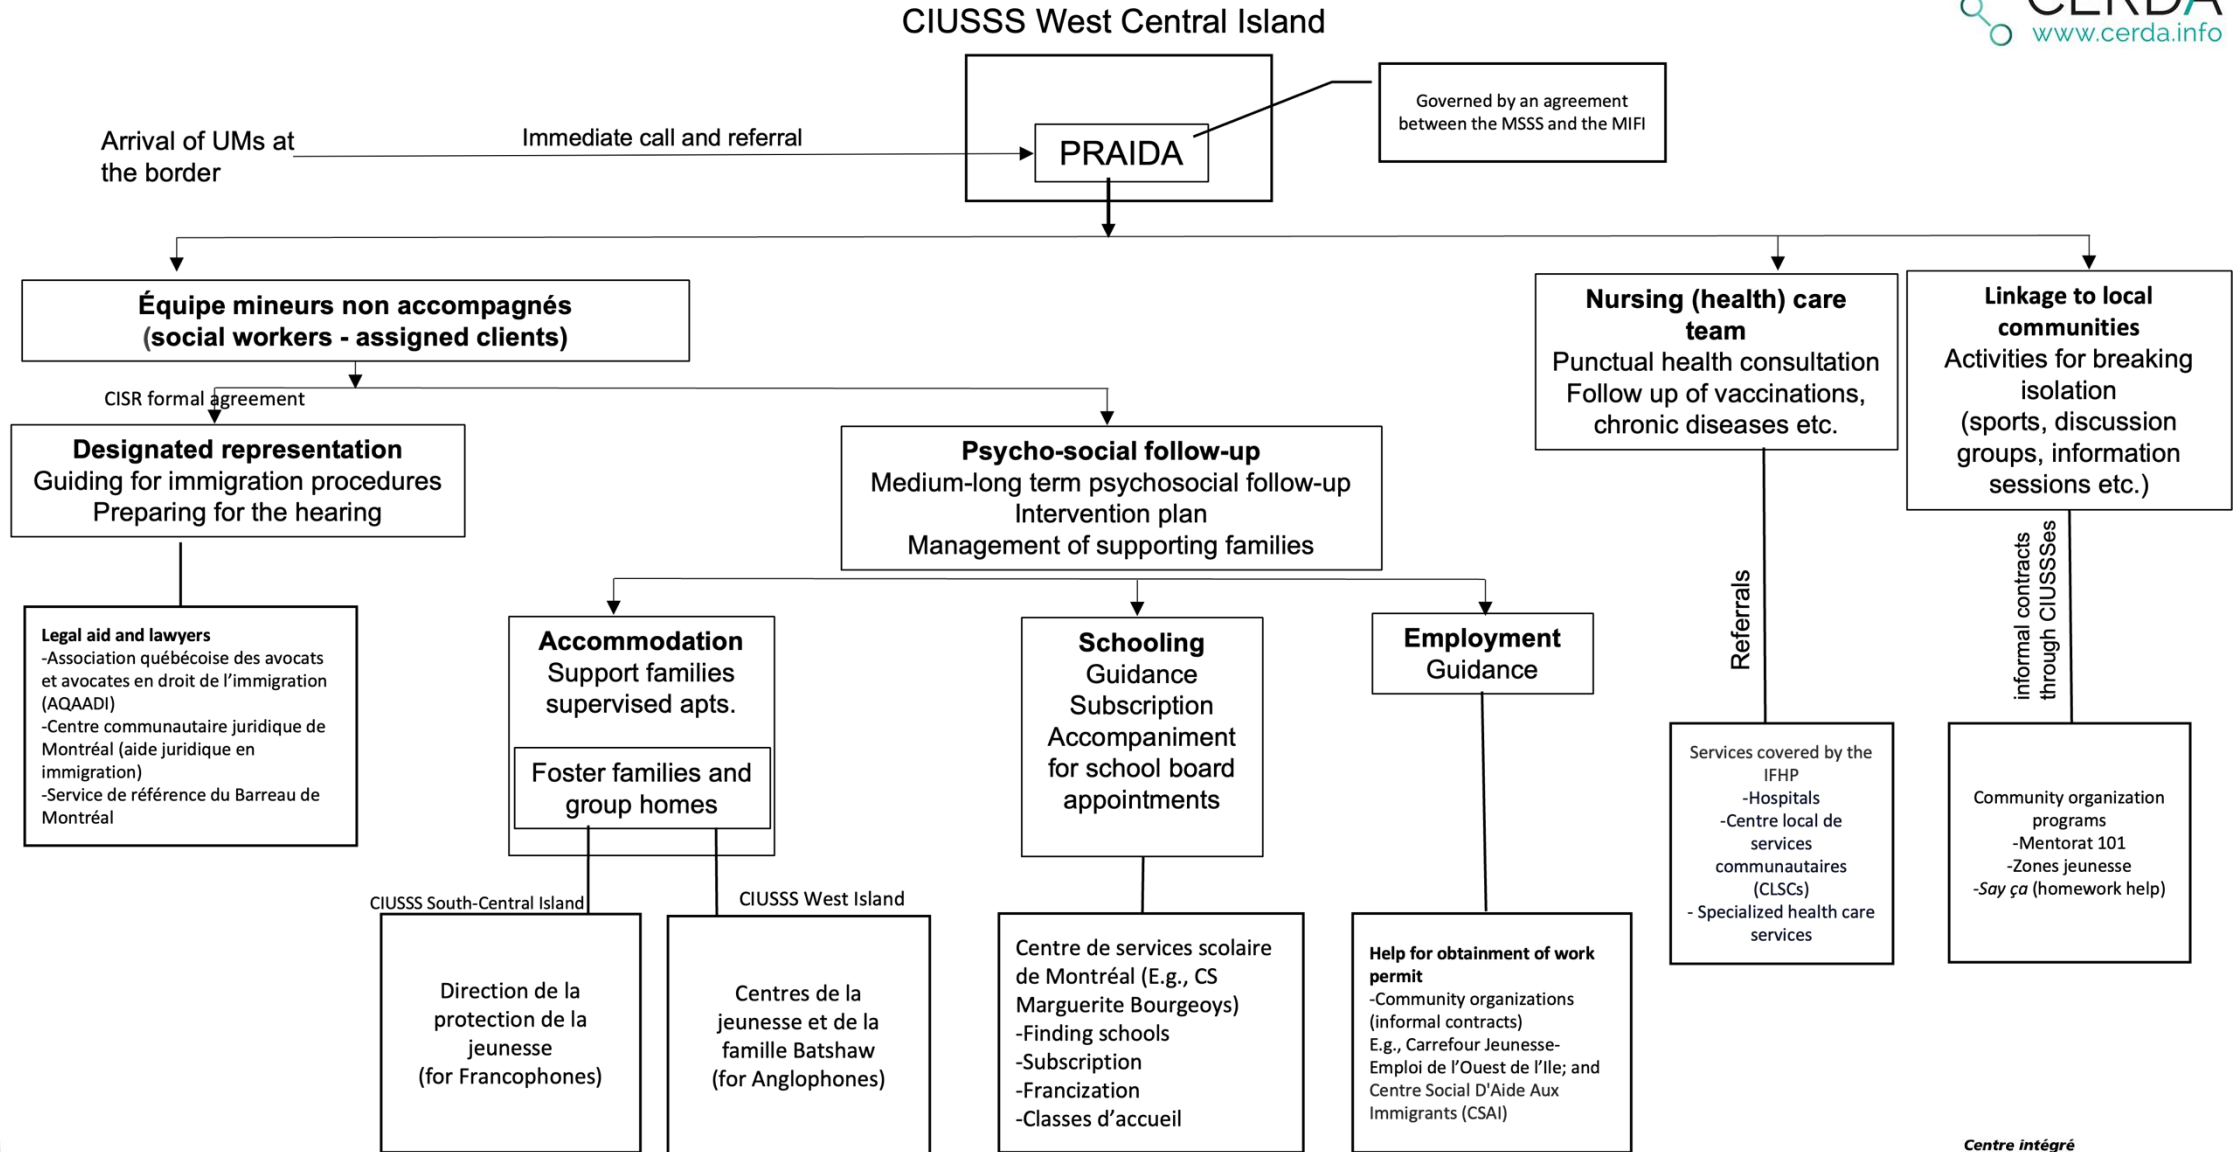 CIUSSS West Central Island
CERDA
www.cerda.info
Governed by an agreement
between the MSSS and the MIFI
Arrival of UMs at
the border
Immediate call and referral
PRAIDA
Équipe mineurs non accompagnés
(social workers - assigned clients)
Nursing (health) care
team
Punctual health consultation
Follow up of vaccinations,
chronic diseases etc.
Linkage to local
communities
Activities for breaking
isolation
(sports, discussion
groups, information
sessions etc.)
CISR formal agreement
Designated representation
Guiding for immigration procedures
Preparing for the hearing
Psycho-social follow-up
Medium-long term psychosocial follow-up
Intervention plan
Management of supporting families
Referrals
informal contracts
through CIUSSSes
Legal aid and lawyers
-Association québécoise des avocats
et avocates en droit de l'immigration
(AQAADI)
-Centre communautaire juridique de
Montréal (aide juridique en
immigration)
-Service de référence du Barreau de
Montréal
Accommodation
Support families
supervised apts.
Foster families and
group homes
Schooling
Guidance
Subscription
Accompaniment
for school board
appointments
Employment
Guidance
Services covered by the
IFHP
-Hospitals
-Centre local de
services
communautaires
(CLSCs)
- Specialized health care
services
Community organization
programs
-Mentorat 101
-Zones jeunesse
-Say ça (homework help)
CIUSSS South-Central Island
CIUSSS West Island
Direction de la
protection de la
jeunesse
(for Francophones)
Centres de la
jeunesse et de la
famille Batshaw
(for Anglophones)
Centre de services scolaire
de Montréal (E.g., CS
Marguerite Bourgeoys)
-Finding schools
-Subscription
-Francization
-Classes d'accueil
Help for obtainment of work
permit
-Community organizations
(informal contracts)
E.g., Carrefour Jeunesse-
Emploi de l'Ouest de l'Ile; and
Centre Social D'Aide Aux
Immigrants (CSAI)
Centre intégré